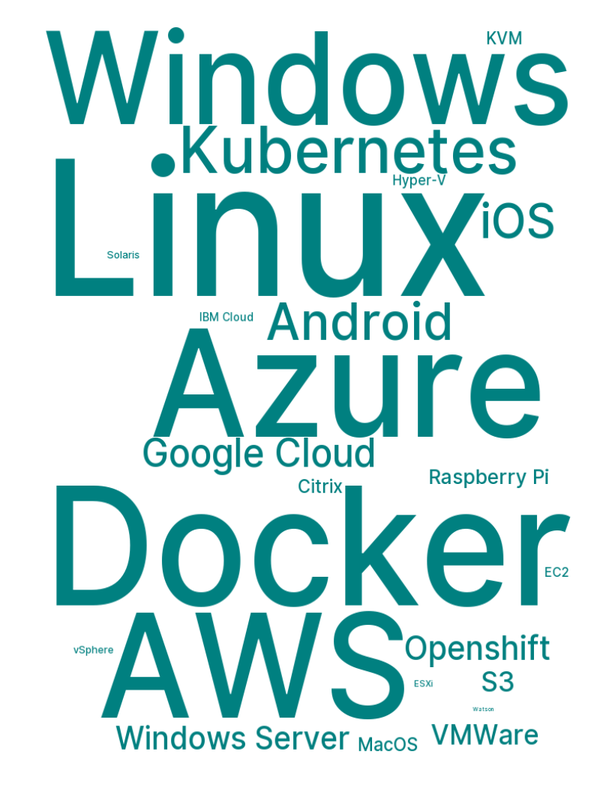 KVM
Windows
Kubernetes
Hyper-V
Linux
iOS
Solaris
IBM Cloud
Android
Azure
Google Cloud
Raspberry Pi
Citrix
Docker
EC2
AWS
vSphere
Openshift
ESXi
S3
Watson
Windows Server
MacOS
VMWare